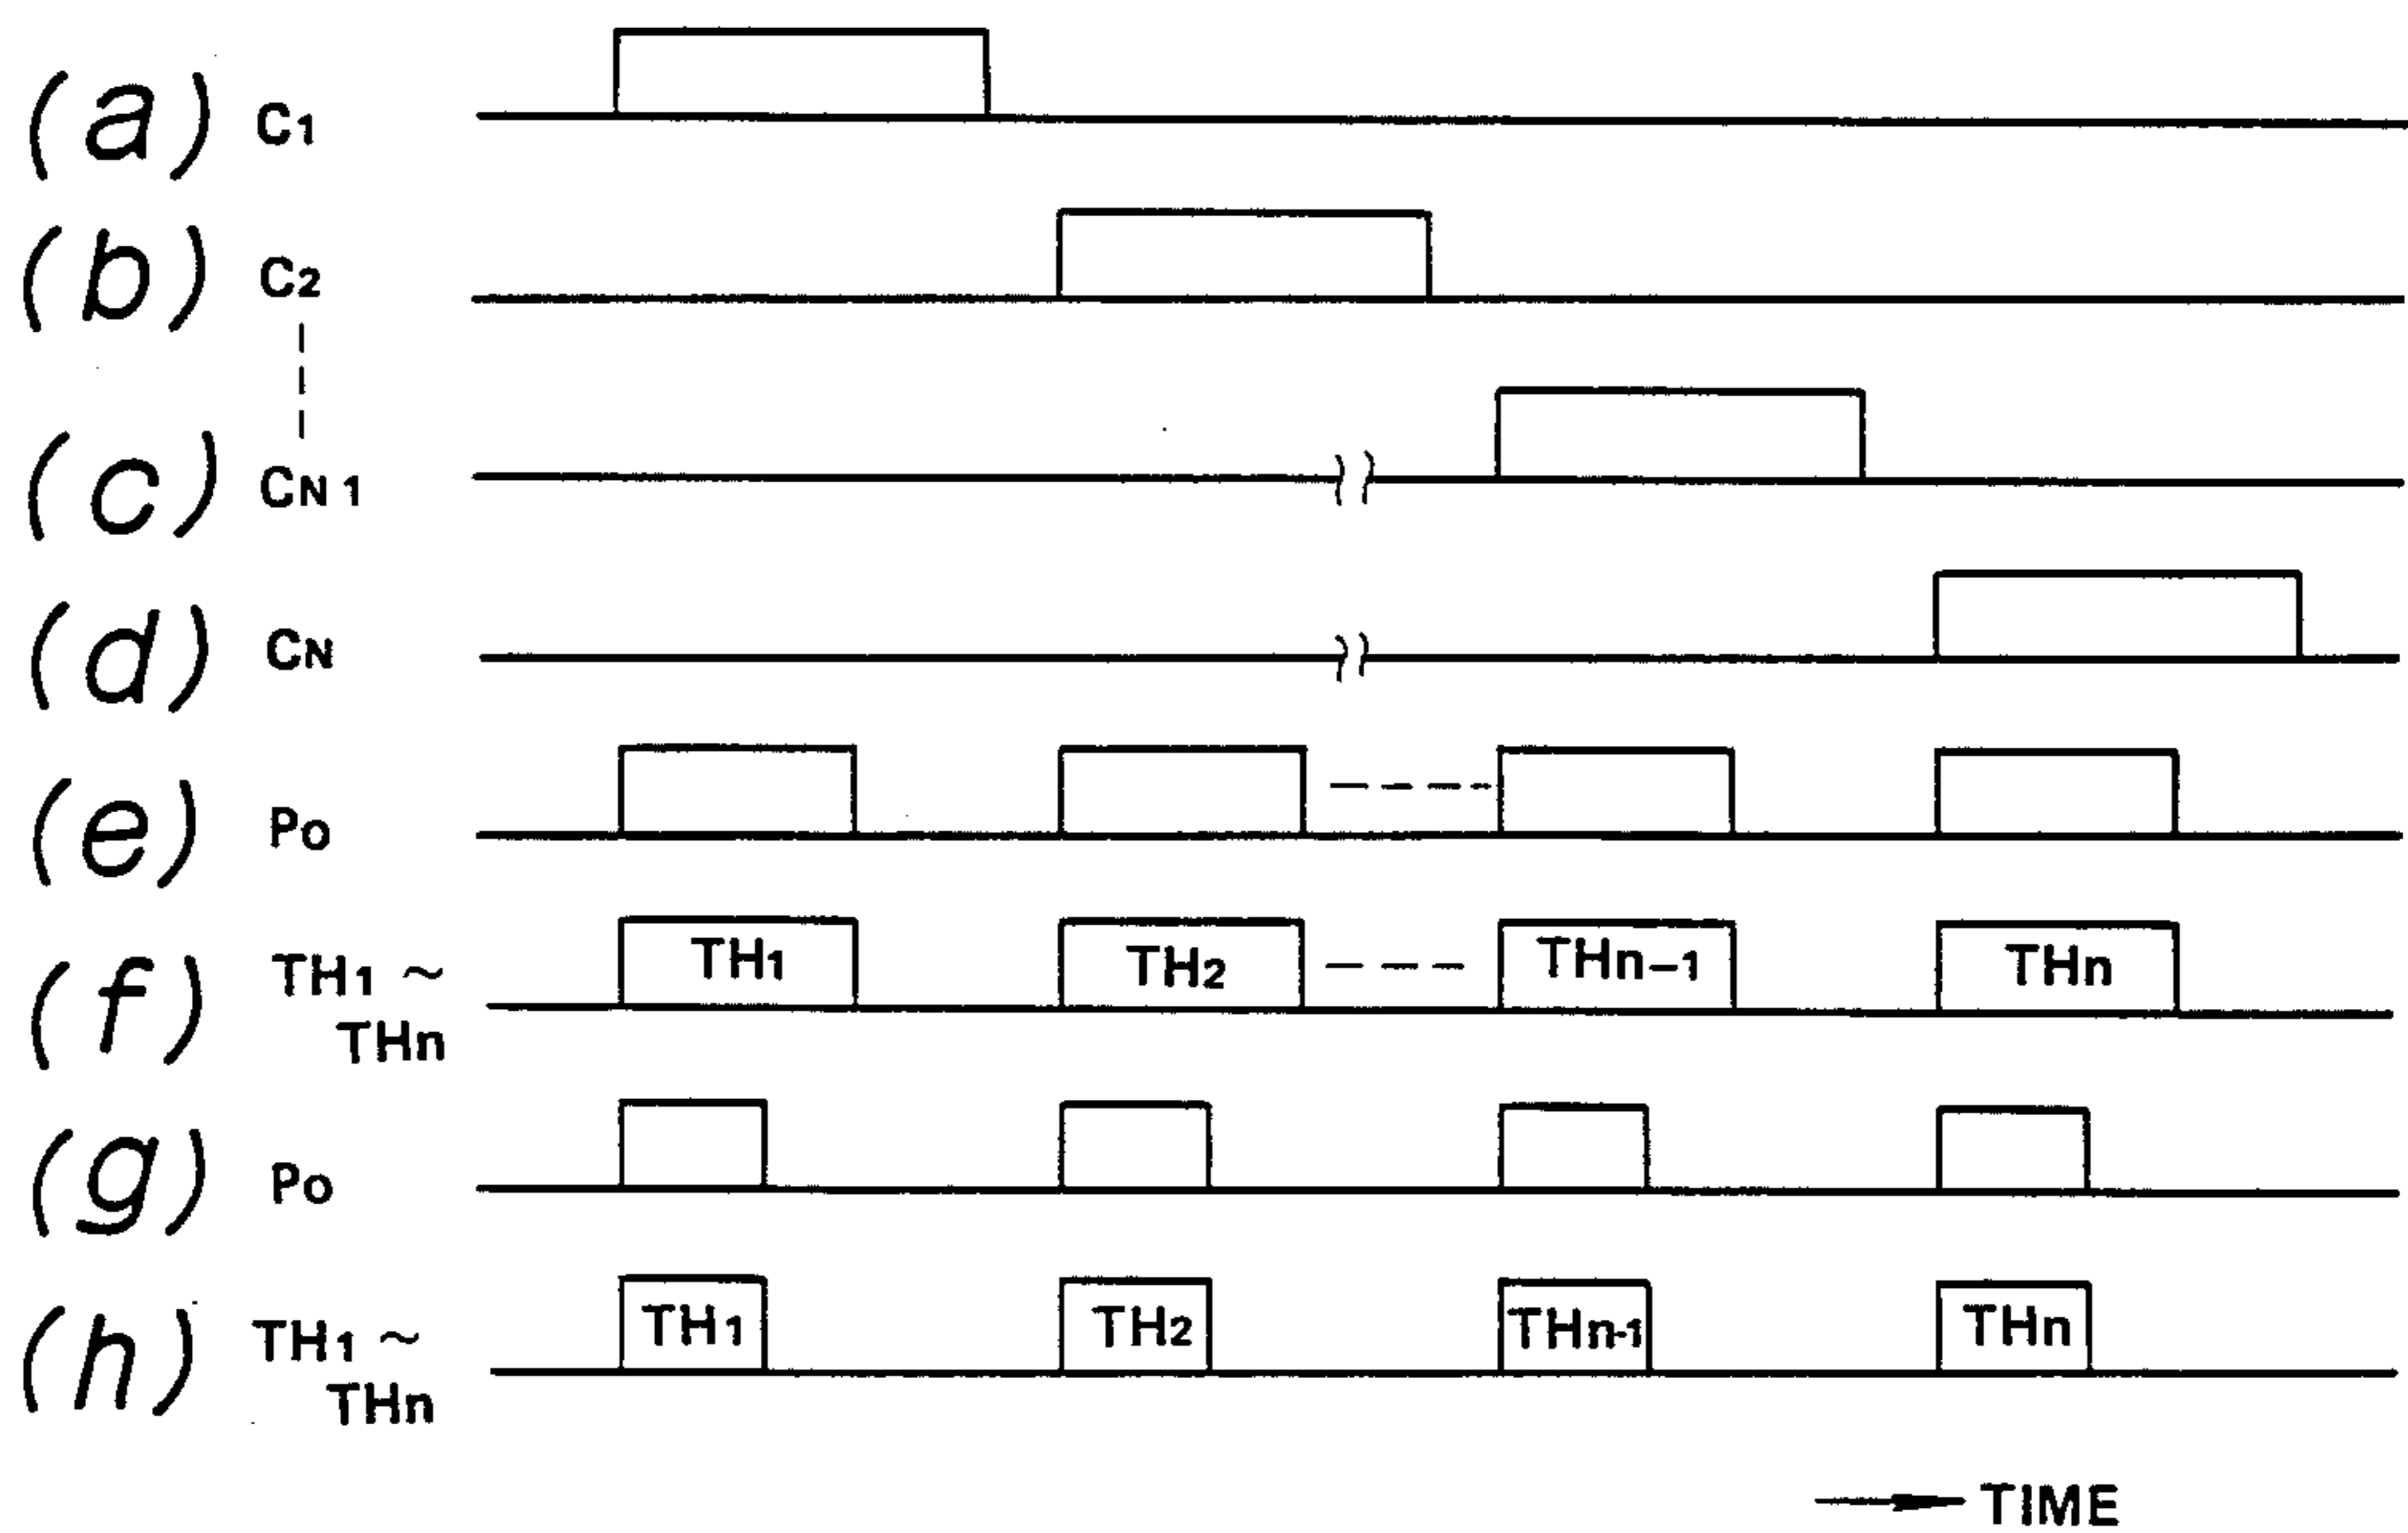 (a) C1
(b) C2
(c) CN 1
(d) CN
(e) Po
(f) TH1 ~
THn
TH1 TH2 THn-1 THn
(g) Po
(h) TH1 ~
THn
TH1 TH2 THn-1 THn
TIME